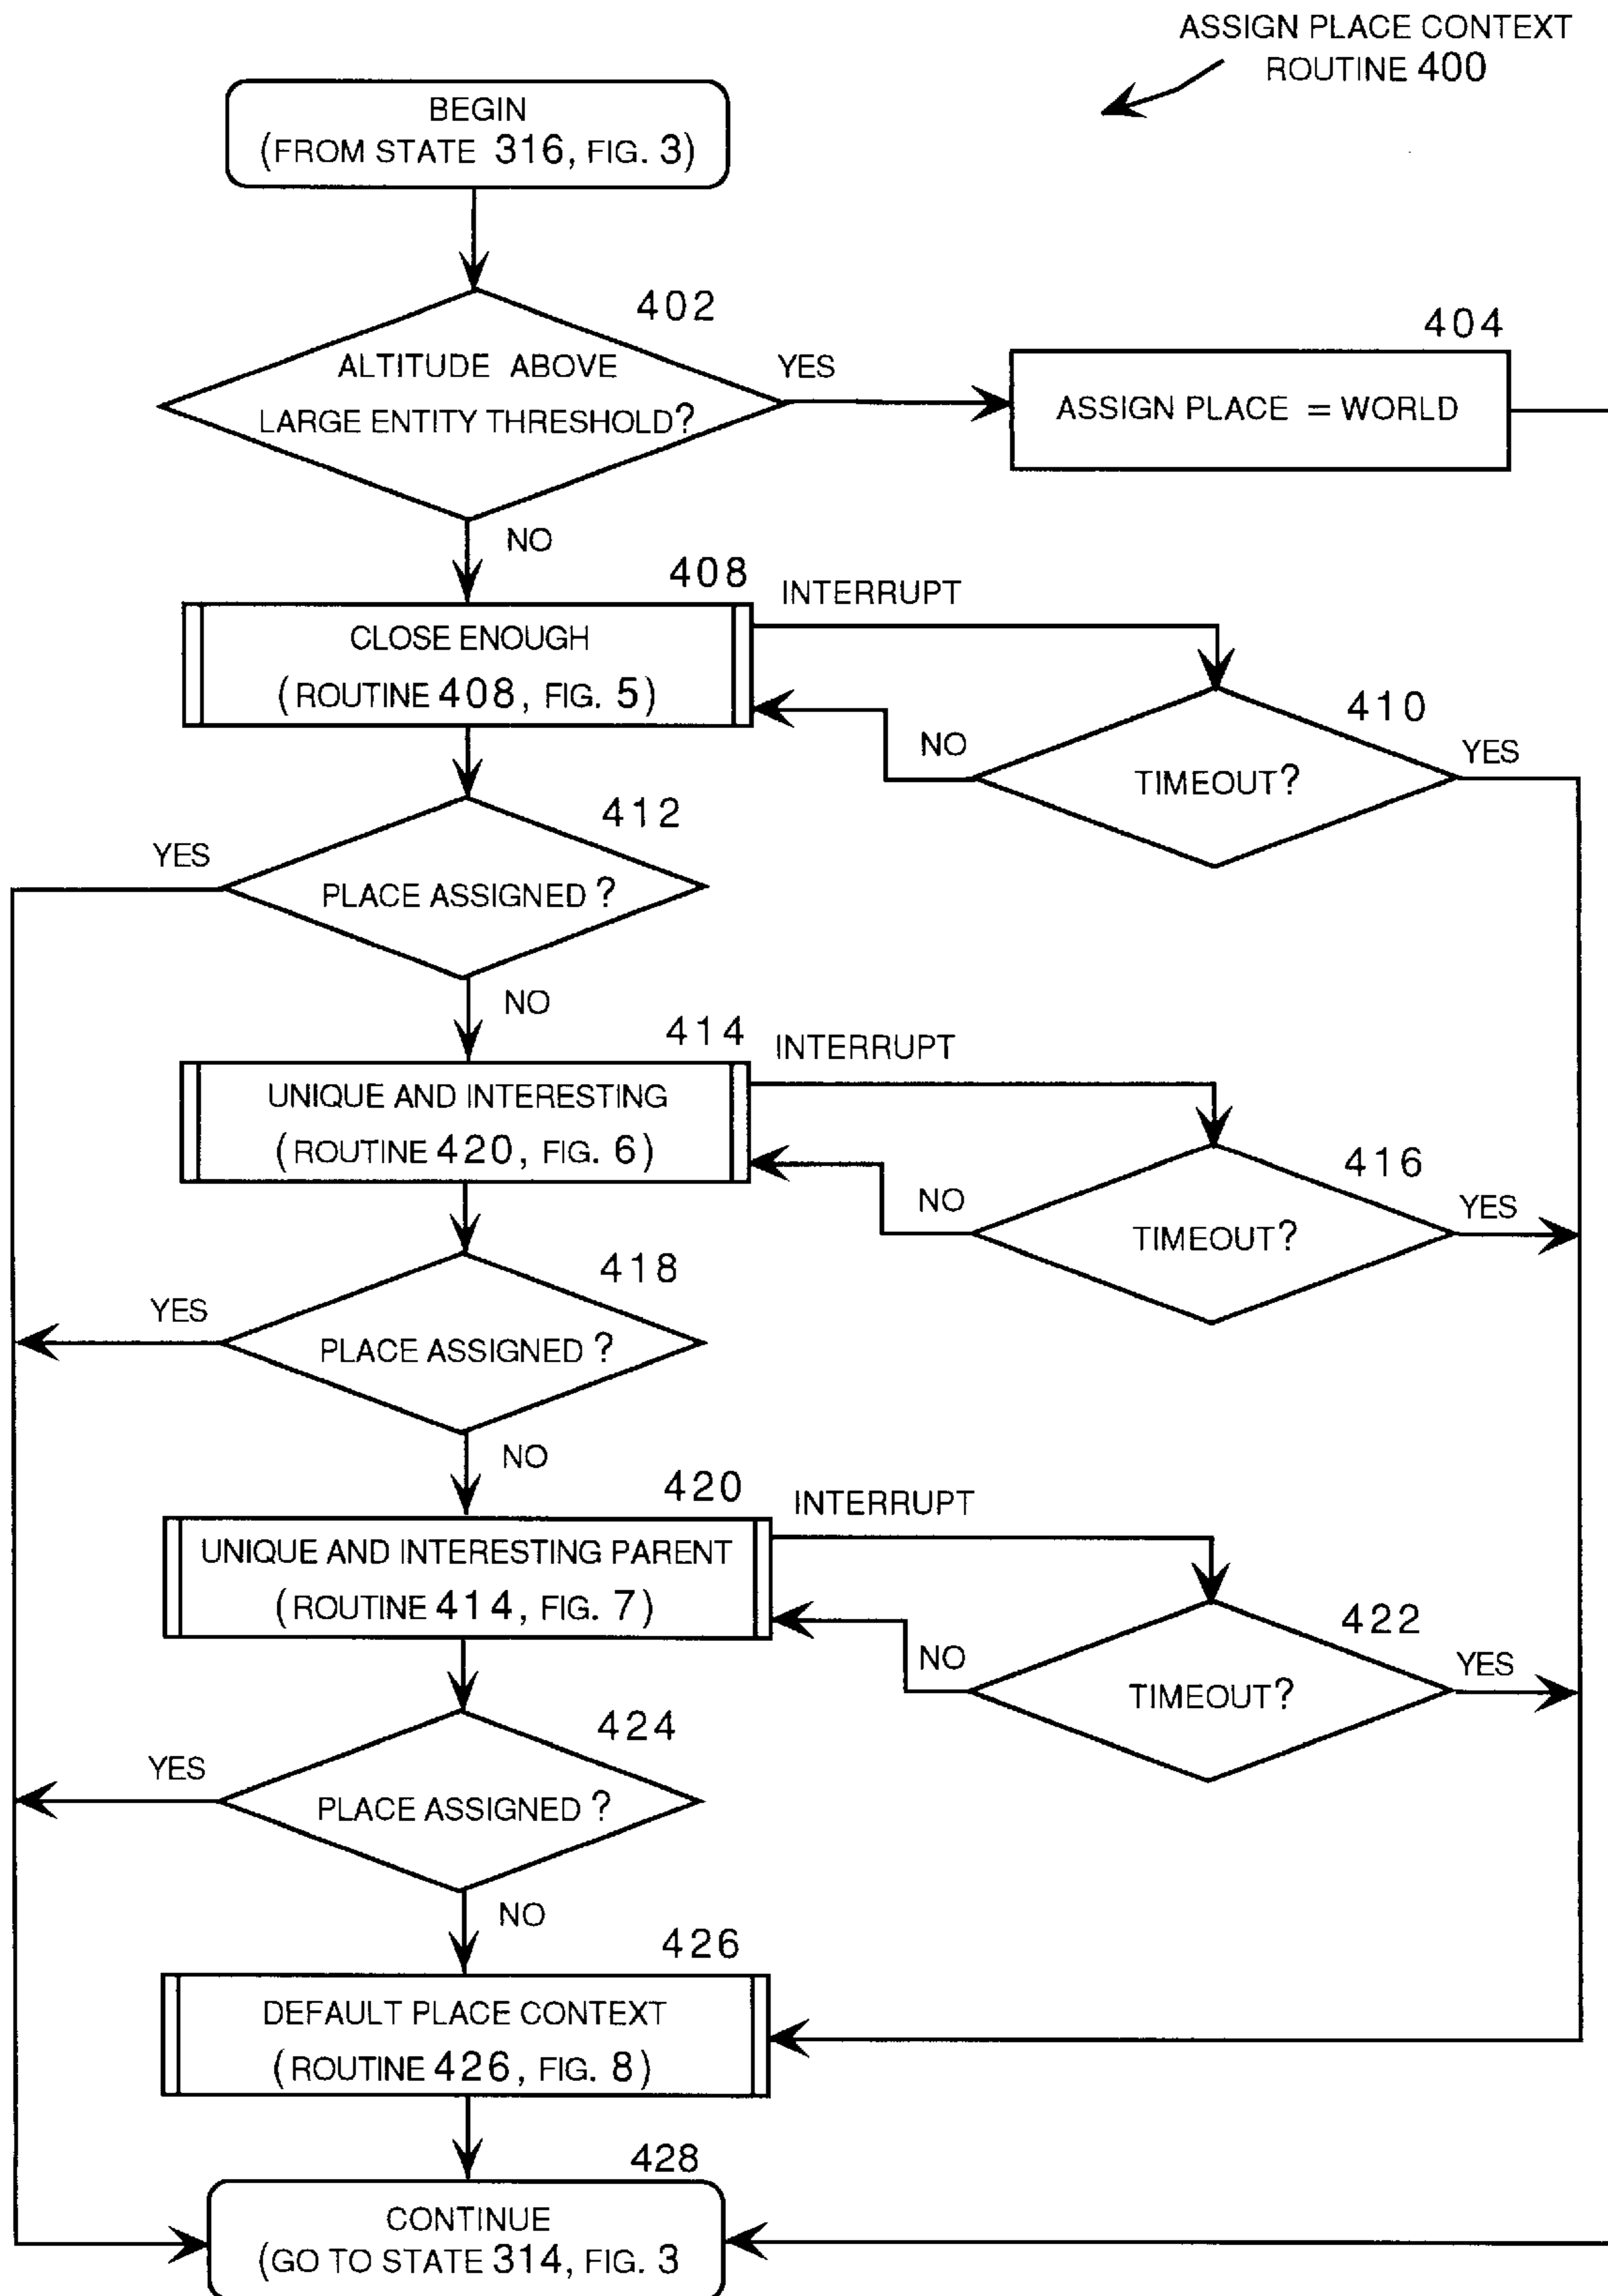 ASSIGN PLACE CONTEXT
ROUTINE 400
BEGIN
(FROM STATE 316, FIG. 3)
402
ALTITUDE ABOVE
LARGE ENTITY THRESHOLD?
YES
404
ASSIGN PLACE = WORLD
NO
408
INTERRUPT
CLOSE ENOUGH
(ROUTINE 408, FIG. 5)
410
NO
YES
TIMEOUT?
412
YES
PLACE ASSIGNED ?
NO
414
INTERRUPT
UNIQUE AND INTERESTING
(ROUTINE 420, FIG. 6)
416
NO
YES
TIMEOUT?
418
YES
PLACE ASSIGNED ?
NO
420
INTERRUPT
UNIQUE AND INTERESTING PARENT
(ROUTINE 414, FIG. 7)
422
NO
YES
TIMEOUT?
424
YES
PLACE ASSIGNED ?
NO
426
DEFAULT PLACE CONTEXT
(ROUTINE 426, FIG. 8)
428
CONTINUE
(GO TO STATE 314, FIG. 3